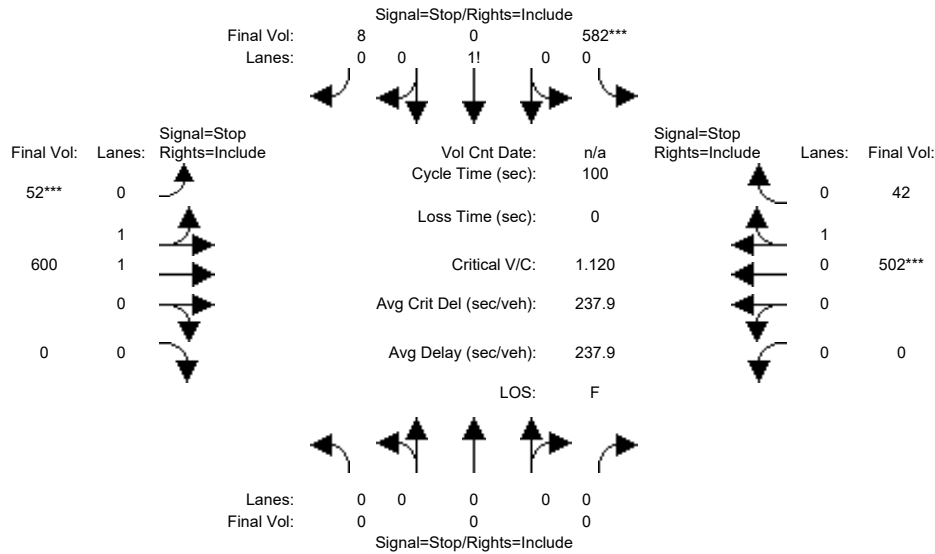 Signal=Stop/Rights=Include
Final Vol: 8 0 582***
Lanes: 0 0 1! 0 0
Signal=Stop
Rights=Include
Final Vol: Lanes:
52*** 0
1
600 1
0
0 0
Vol Cnt Date: n/a
Cycle Time (sec): 100
Loss Time (sec): 0
Critical V/C: 1.120
Avg Crit Del (sec/veh): 237.9
Avg Delay (sec/veh): 237.9
LOS: F
Signal=Stop
Rights=Include
Lanes: Final Vol:
0 42
1
0 502***
0
0 0
Lanes: 0 0 0 0 0
Final Vol: 0 0 0
Signal=Stop/Rights=Include